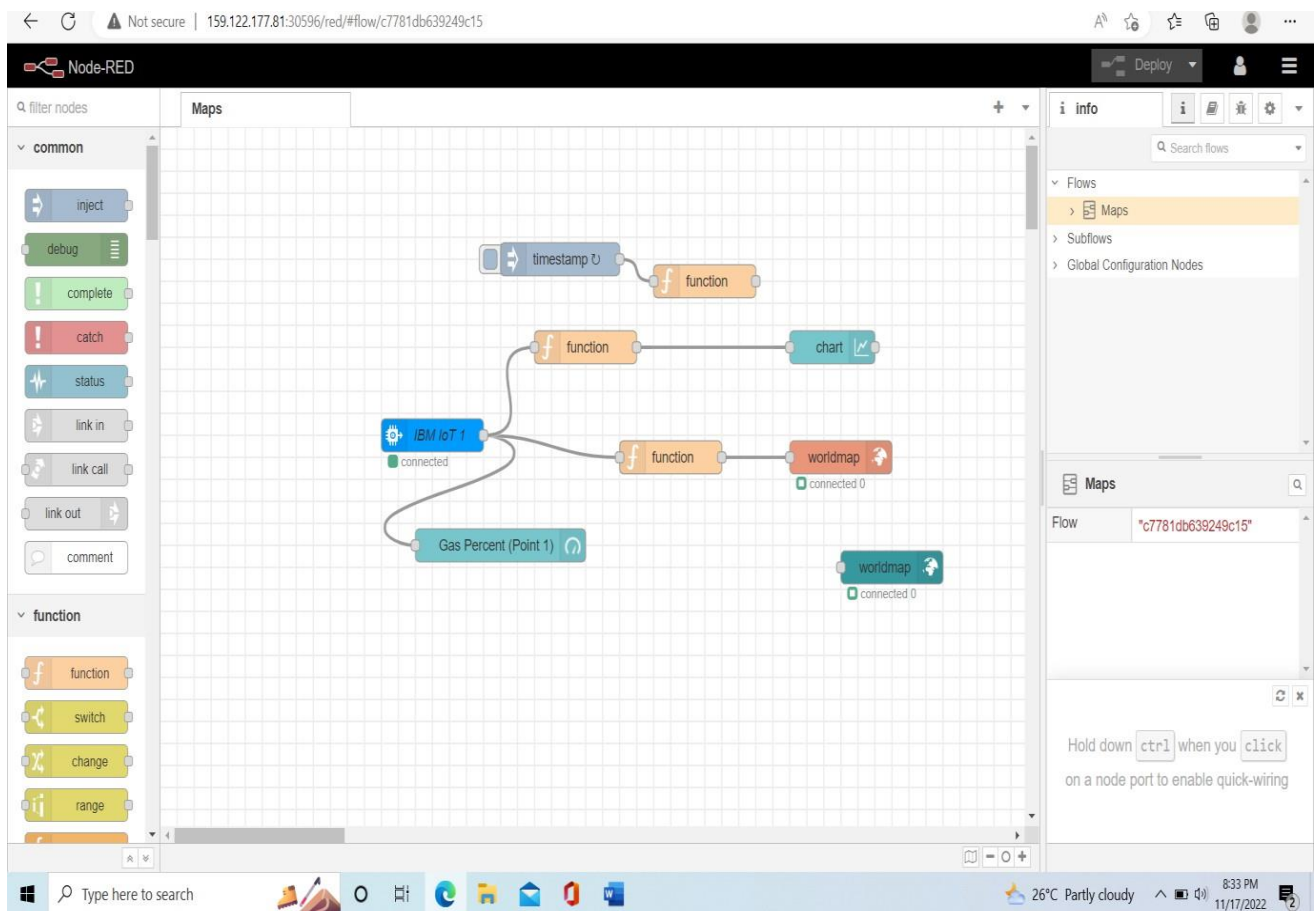 Not secure | 159.122.177.81:30596/red/#flow/c7781db639249c15
Node-RED
Deploy
filter nodes
Maps
i info
i
Search flows
common
inject
debug
complete
catch
status
link in
link call
link out
comment
function
function
switch
change
range
timestamp ↻
function
function
chart
IBM IoT 1
connected
function
worldmap
connected 0
Gas Percent (Point 1)
worldmap
connected 0
Flows
Maps
Subflows
Global Configuration Nodes
Maps
Flow "c7781db639249c15"
Hold down ctrl when you click
on a node port to enable quick-wiring
Type here to search
26°C Partly cloudy
8:33 PM
11/17/2022
2